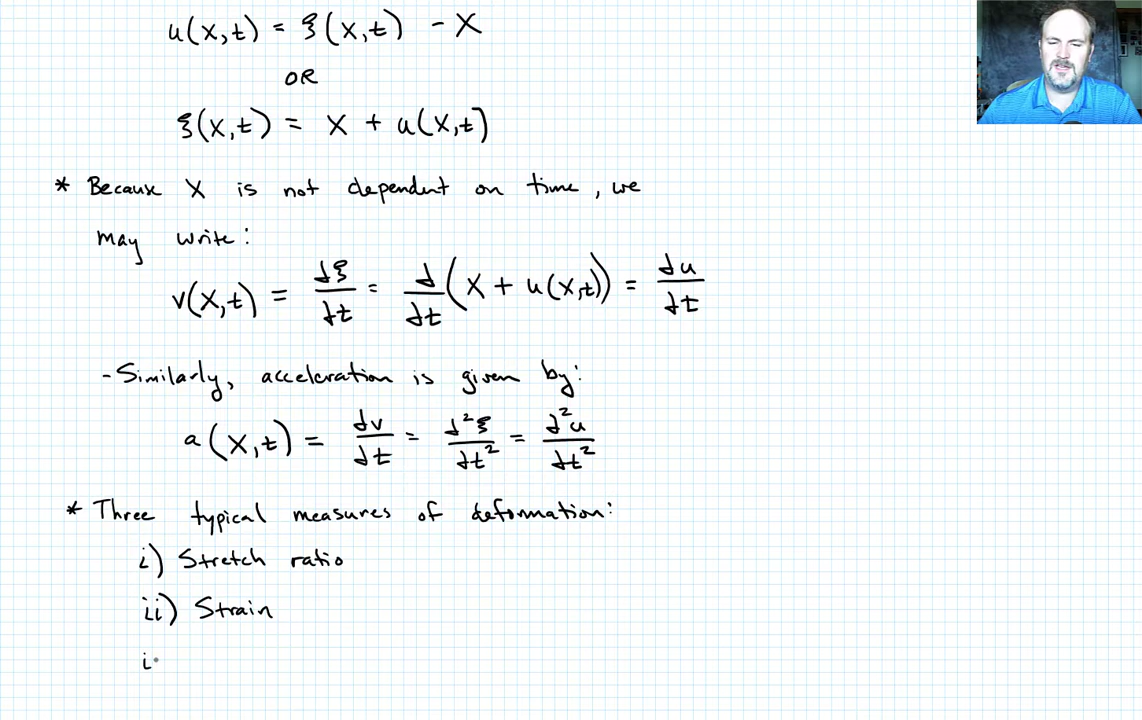 u(X,t) = ξ(X,t) - X
OR
ξ(X,t) = X + u(X,t)
* Because X is not dependent on time, we
may write:
v(X,t) = dξ/dt = d/dt (X + u(X,t)) = du/dt
- Similarly, acceleration is given by:
a(X,t) = dv/dt = d²ξ/dt² = d²u/dt²
* Three typical measures of deformation:
i) Stretch ratio
ii) Strain
i